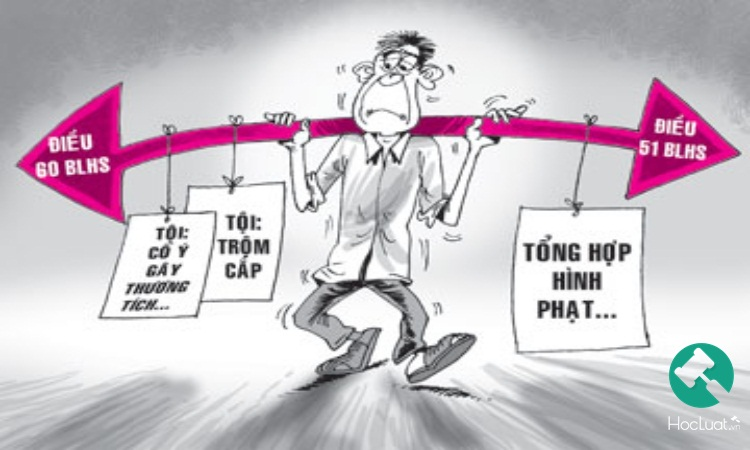 ĐIỀU
60 BLHS
TỘI:
CỐ Ý
GÂY
THƯƠNG
TÍCH...
TỘI:
TRỘM
CẮP
ĐIỀU
51 BLHS
TỔNG HỢP
HÌNH
PHẠT...
HocLuat.vn